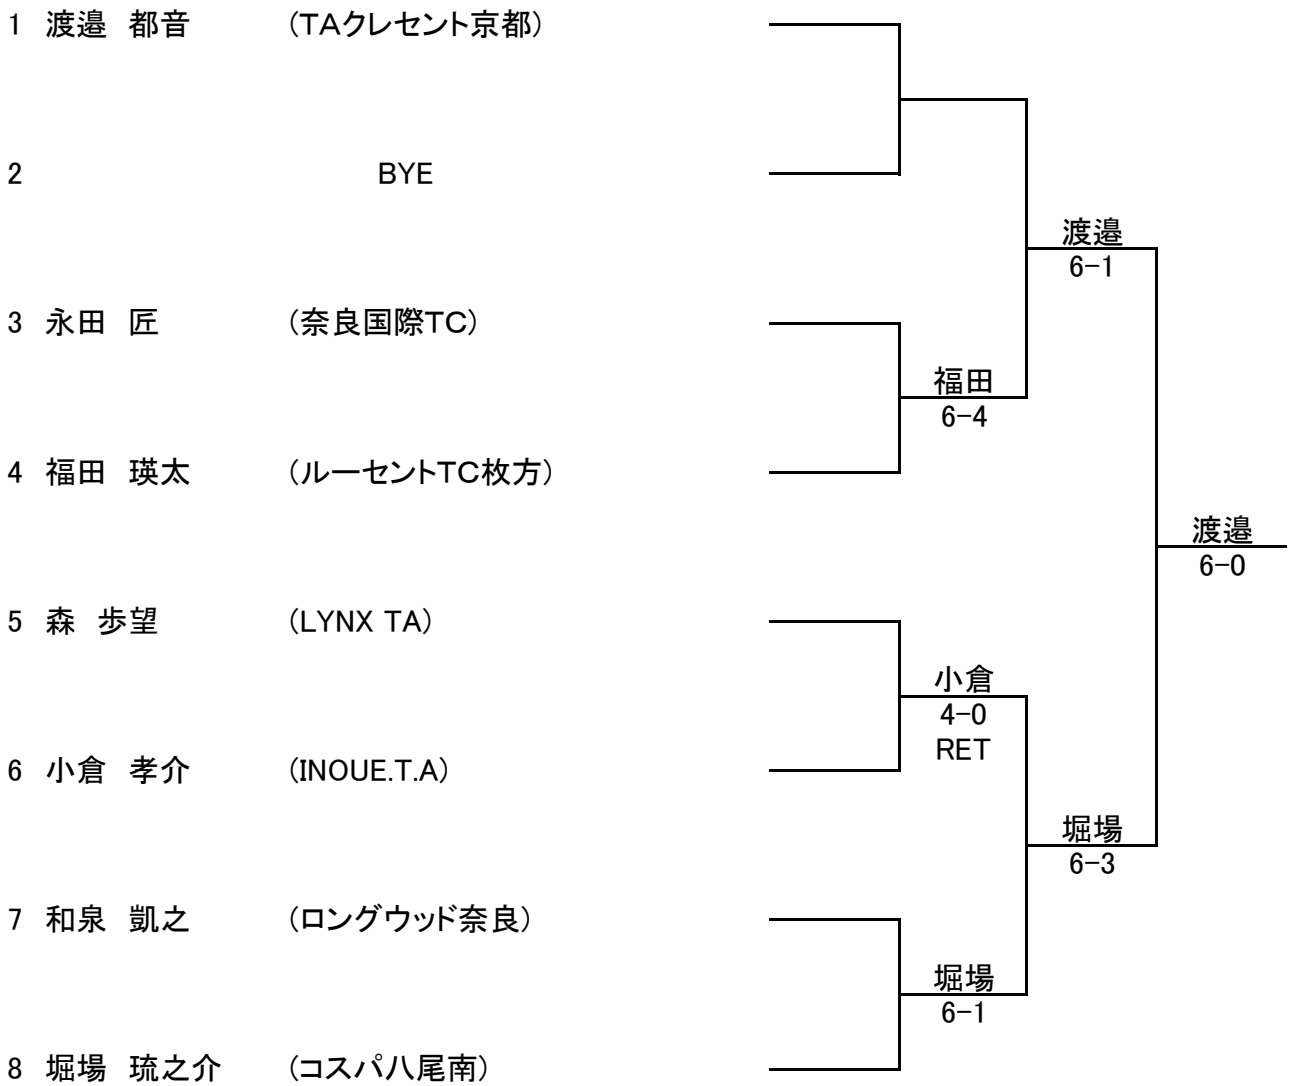 1 渡邉 都音 (TAクレセント京都)
2 BYE
渡邉
6-1
3 永田 匠 (奈良国際TC)
福田
6-4
4 福田 瑛太 (ルーセントTC枚方)
渡邉
6-0
5 森 歩望 (LYNX TA)
小倉
4-0
RET
6 小倉 孝介 (INOUE.T.A)
堀場
6-3
7 和泉 凱之 (ロングウッド奈良)
堀場
6-1
8 堀場 琉之介 (コスパ八尾南)